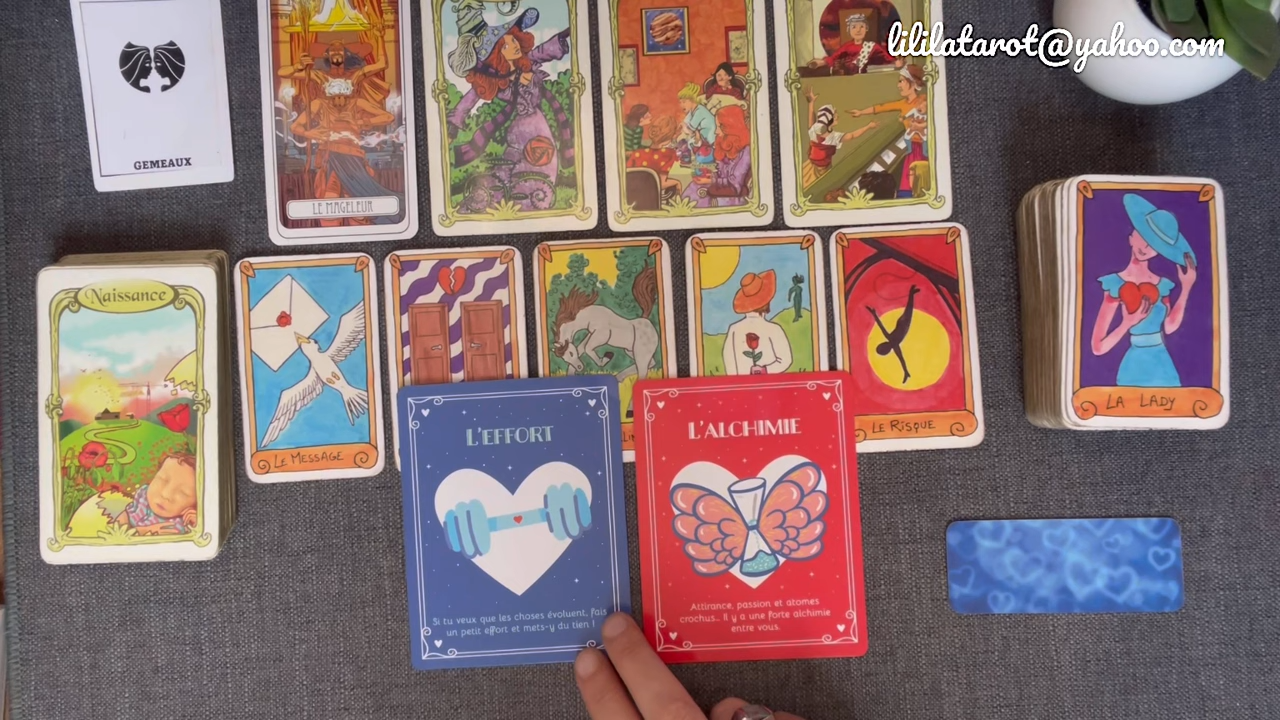 lililatarot@yahoo.com
GEMEAUX
LE MAGELEUR
Naissance
LE MESSAGE
LE RISQUE
LA LADY
L'EFFORT
Si tu veux que les choses évoluent, fais
un petit effort et mets-y du tien !
L'ALCHIMIE
Attirance, passion et atomes
crochus... Il y a une forte alchimie
entre vous.